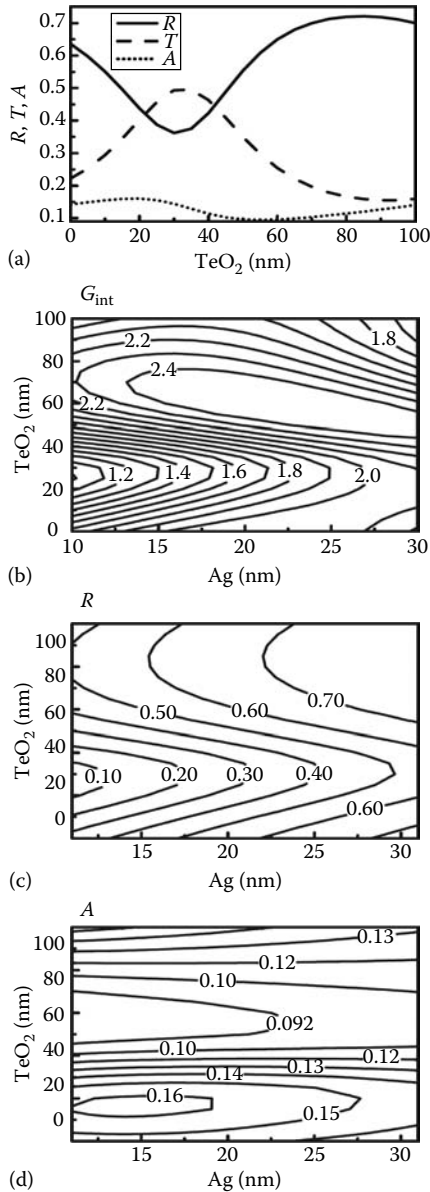 R
T
A
0.7
0.6
0.5
0.4
0.3
0.2
0.1
R, T, A
0 20 40 60 80 100
(a) TeO₂ (nm)
G_int
100
80
60
40
20
0
TeO₂ (nm)
2.2
1.8
2.4
2.2
1.2 1.4 1.6 1.8 2.0
10 15 20 25 30
(b) Ag (nm)
R
100
80
60
40
20
0
TeO₂ (nm)
0.50 0.60 0.70
0.10 0.20 0.30 0.40
0.60
15 20 25 30
(c) Ag (nm)
A
100
80
60
40
20
0
TeO₂ (nm)
0.13
0.12
0.10
0.092
0.10 0.12
0.13
0.14
0.16
0.15
15 20 25 30
(d) Ag (nm)